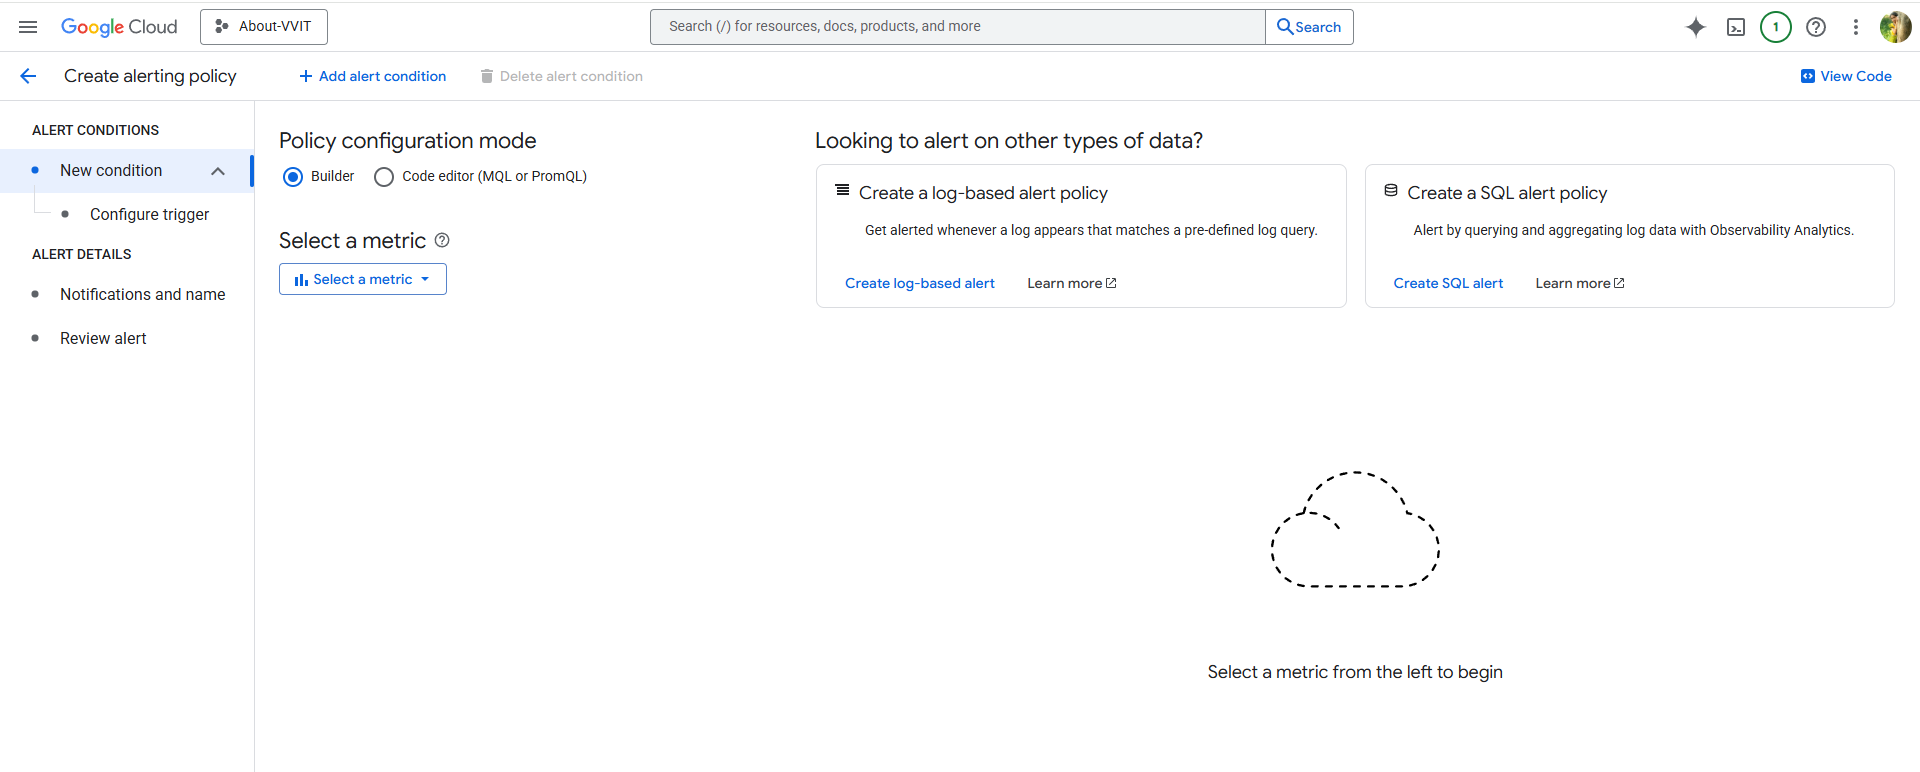 Google Cloud
About-VVIT
Search (/) for resources, docs, products, and more
Search
1
Create alerting policy
Add alert condition
Delete alert condition
View Code
ALERT CONDITIONS
New condition
Configure trigger
ALERT DETAILS
Notifications and name
Review alert
Policy configuration mode
Builder
Code editor (MQL or PromQL)
Select a metric
Select a metric
Looking to alert on other types of data?
Create a log-based alert policy
Get alerted whenever a log appears that matches a pre-defined log query.
Create log-based alert
Learn more
Create a SQL alert policy
Alert by querying and aggregating log data with Observability Analytics.
Create SQL alert
Learn more
Select a metric from the left to begin